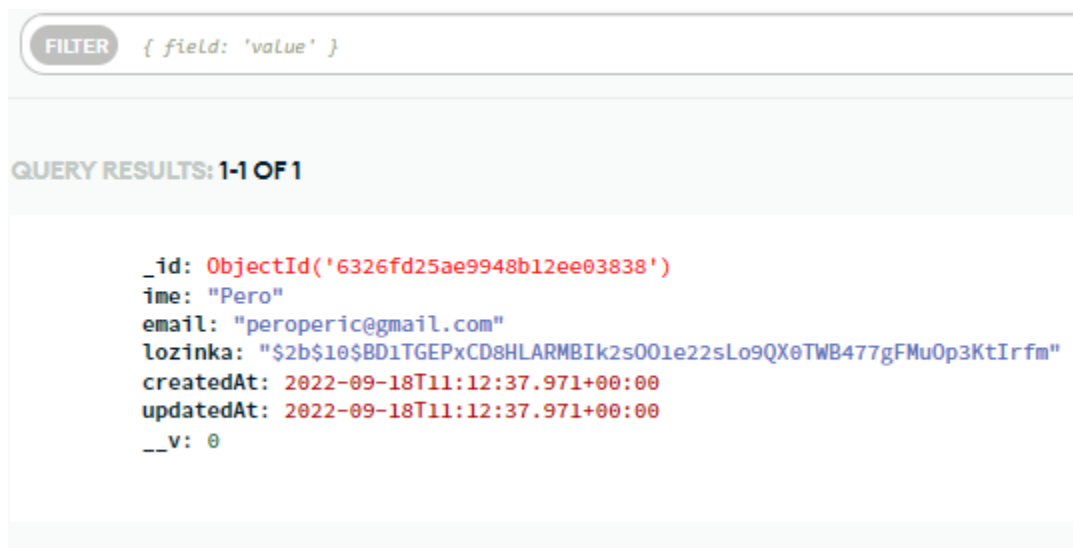 FILTER { field: 'value' }
QUERY RESULTS: 1-1 OF 1
_id: ObjectId('6326fd25ae9948b12ee03838')
ime: "Pero"
email: "peroperic@gmail.com"
lozinka: "$2b$10$BD1TGEPxCD8HLARMBIk2sOO1e22sLo9QX0TWB477gFMuOp3KtIrfm"
createdAt: 2022-09-18T11:12:37.971+00:00
updatedAt: 2022-09-18T11:12:37.971+00:00
__v: 0